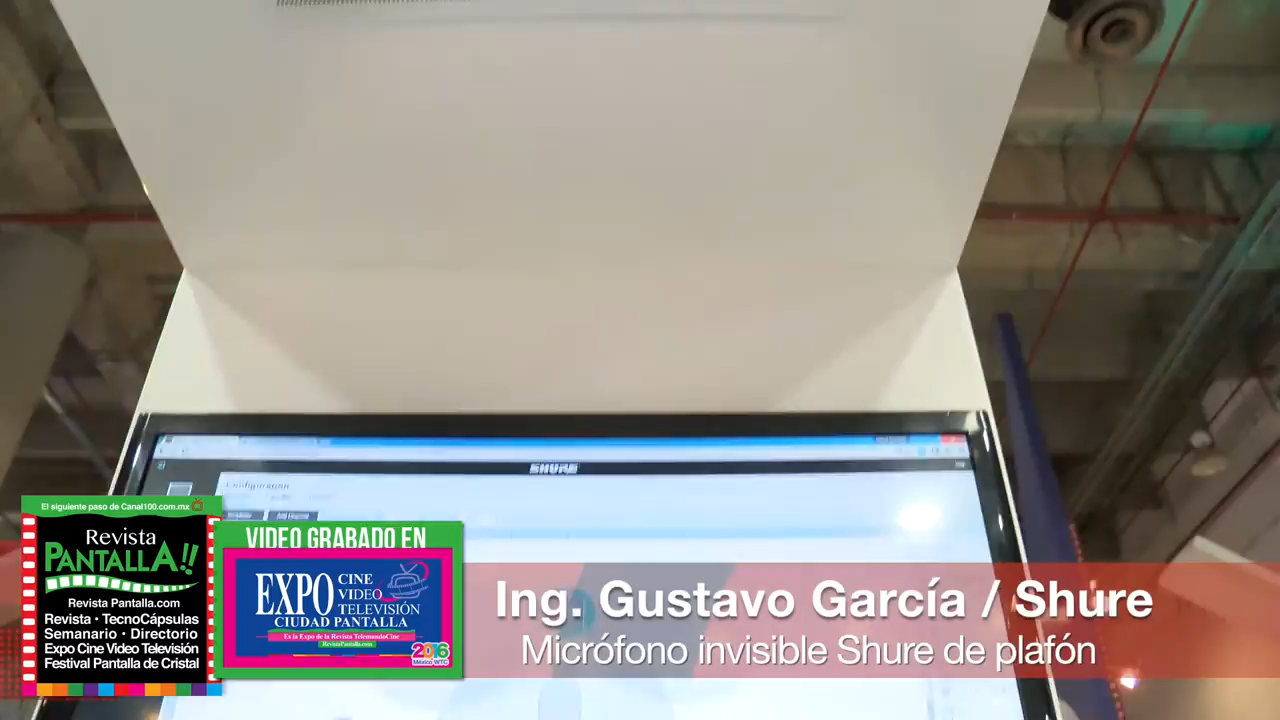 SHURE
Configuration
El siguiente paso de Canal100.com.mx
Revista
PANTALLA!!
Revista Pantalla.com
Revista • TecnoCápsulas
Semanario • Directorio
Expo Cine Video Televisión
Festival Pantalla de Cristal
VIDEO GRABADO EN
EXPO CINE
VIDEO
TELEVISIÓN
CIUDAD PANTALLA
Es la Expo de la Revista TelemundoCine
RevistaPantalla.com
2016
México WTC
Ing. Gustavo García / Shure
Micrófono invisible Shure de plafón